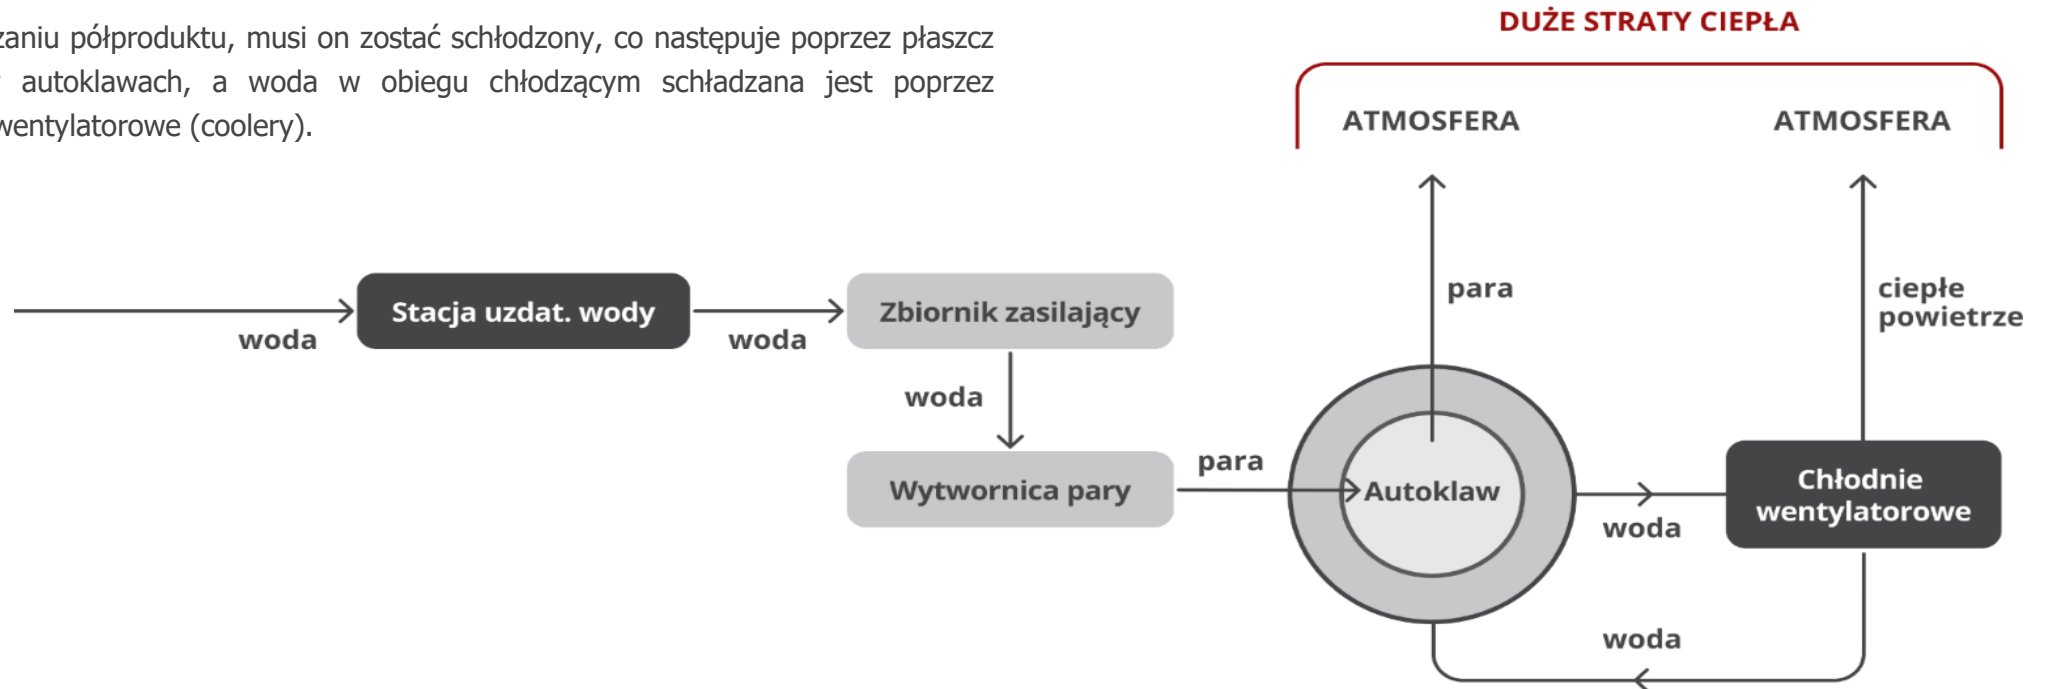 zaniu półproduktu, musi on zostać schłodzony, co następuje poprzez płaszcz
autoklawach, a woda w obiegu chłodzącym schładzana jest poprzez
wentylatorowe (coolery).
DUŻE STRATY CIEPŁA
ATMOSFERA
ATMOSFERA
para
ciepłe
powietrze
Stacja uzdat. wody
Zbiornik zasilający
woda
woda
woda
Wytwornica pary
para
Autoklaw
Chłodnie
wentylatorowe
woda
woda